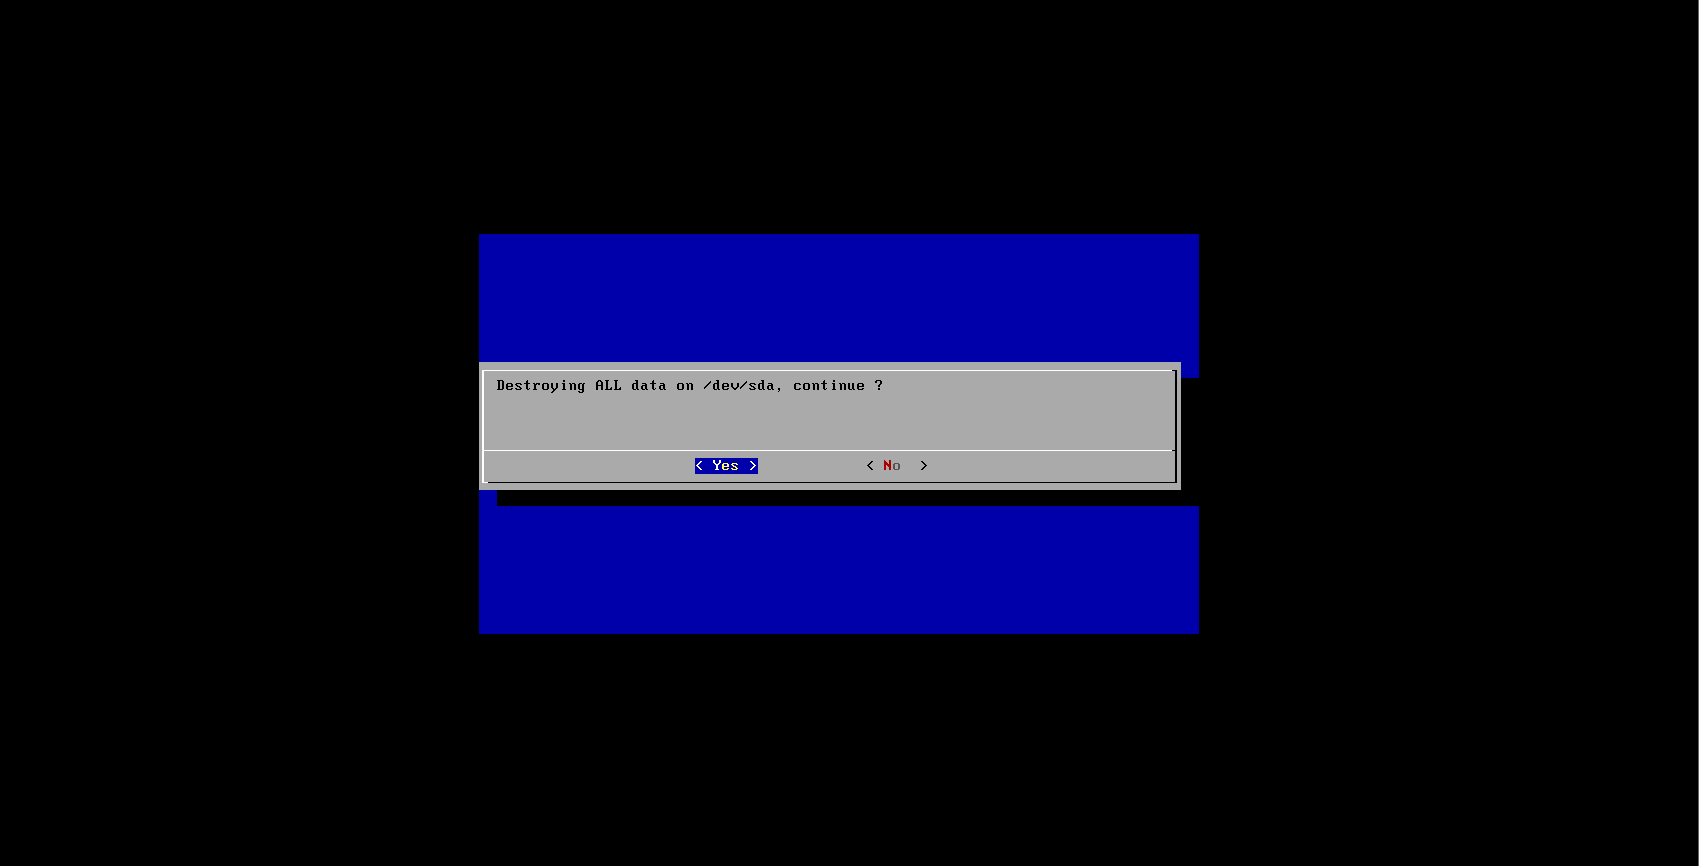 Destroying ALL data on /dev/sda, continue ?
< Yes > < No >